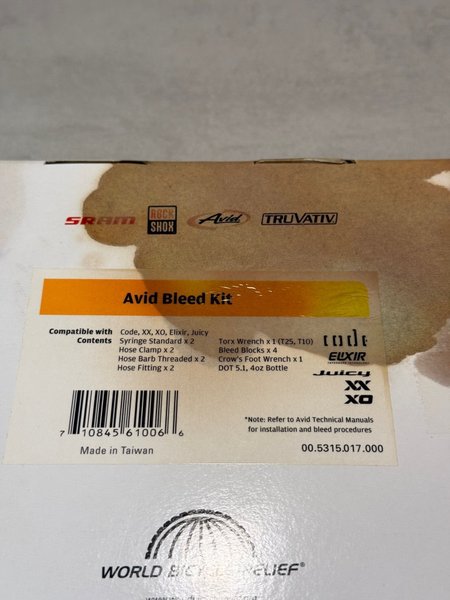 SRAM ROCK SHOX Avid TRUVATIV
Avid Bleed Kit
Compatible with Code, XX, XO, Elixir, Juicy
Contents Syringe Standard x 2 Torx Wrench x 1 (T25, T10)
Hose Clamp x 2 Bleed Blocks x 4
Hose Barb Threaded x 2 Crow's Foot Wrench x 1
Hose Fitting x 2 DOT 5.1, 4oz Bottle
code
ELIXIR
Juicy
XX
XO
7 10845 61006 6
*Note: Refer to Avid Technical Manuals
for installation and bleed procedures
Made in Taiwan
00.5315.017.000
WORLD BICYCLE RELIEF®